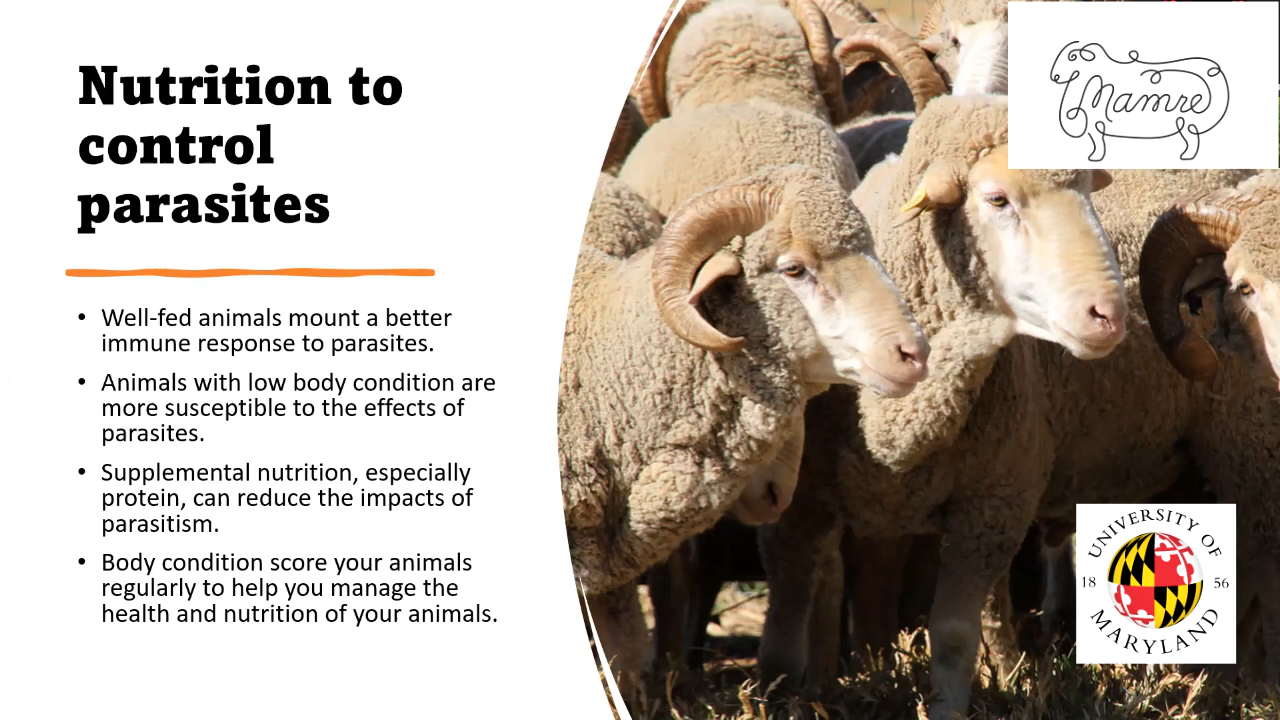 Nutrition to
control
parasites
• Well-fed animals mount a better
immune response to parasites.
• Animals with low body condition are
more susceptible to the effects of
parasites.
• Supplemental nutrition, especially
protein, can reduce the impacts of
parasitism.
• Body condition score your animals
regularly to help you manage the
health and nutrition of your animals.
Mamre
UNIVERSITY OF
18 56
MARYLAND